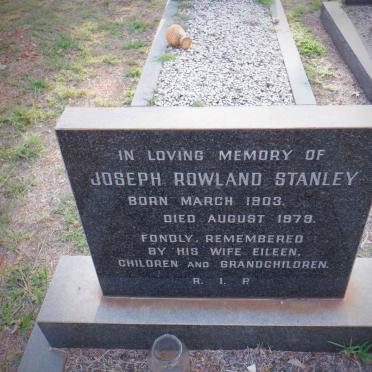 IN LOVING MEMORY OF
JOSEPH ROWLAND STANLEY
BORN MARCH 1903.
DIED AUGUST 1979.
FONDLY, REMEMBERED
BY HIS WIFE EILEEN,
CHILDREN AND GRANDCHILDREN.
R. I. P.